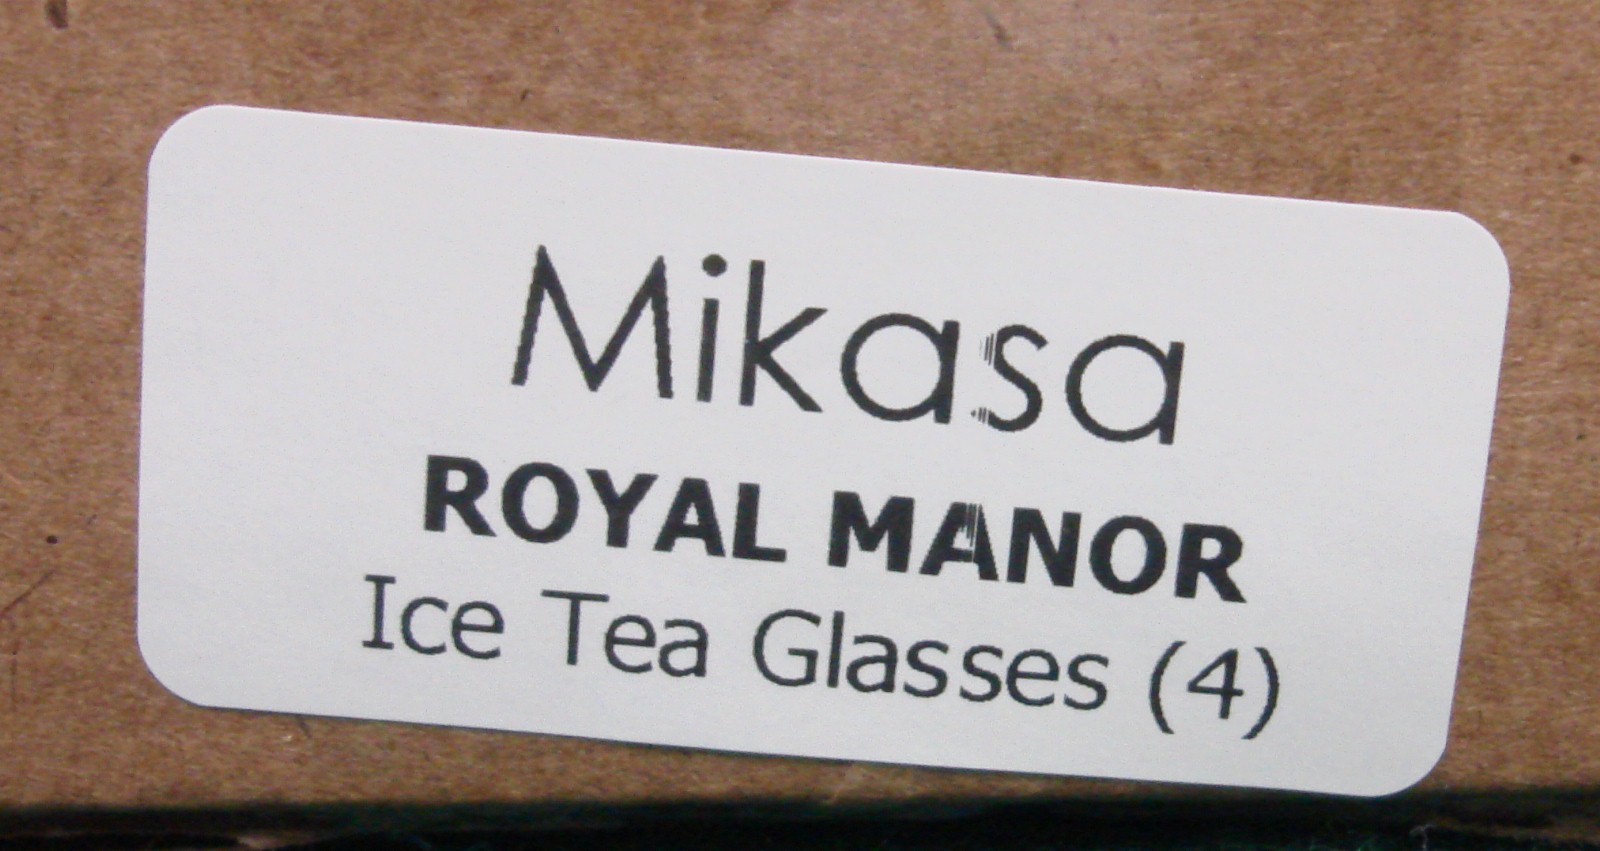 Mikasa
ROYAL MANOR
Ice Tea Glasses (4)